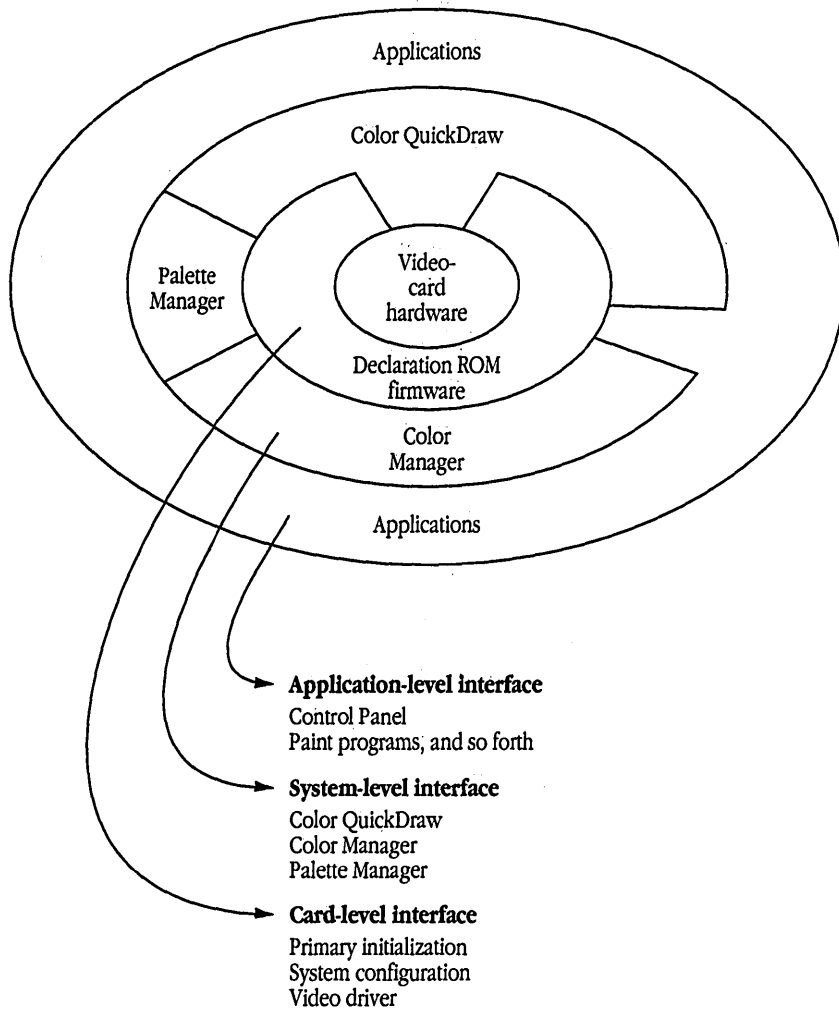 Applications
Color QuickDraw
Palette
Manager
Video-
card
hardware
Declaration ROM
firmware
Color
Manager
Applications
Application-level interface
Control Panel
Paint programs, and so forth
System-level interface
Color QuickDraw
Color Manager
Palette Manager
Card-level interface
Primary initialization
System configuration
Video driver